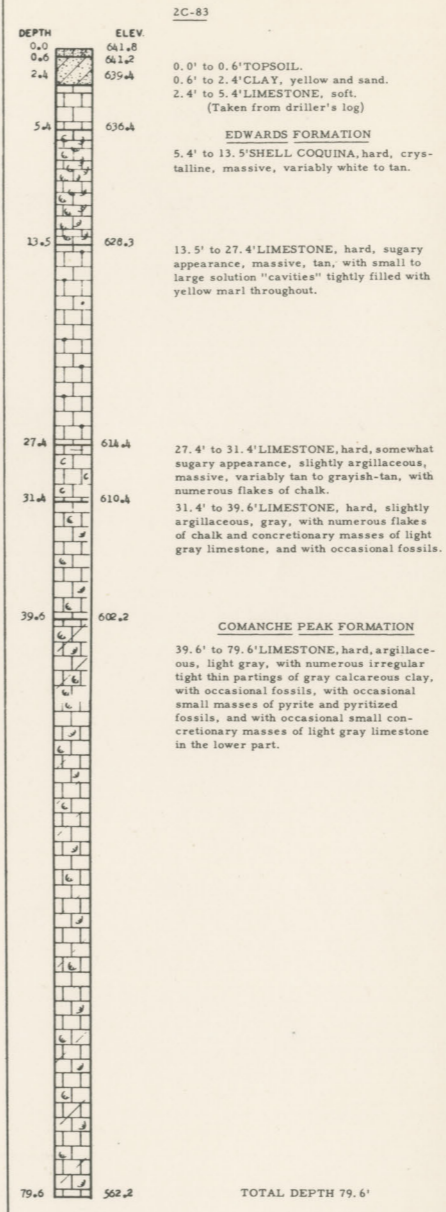 2C-83
DEPTH ELEV.
0.0 641.8
0.6 641.2
2.4 639.4
0.0' to 0.6'TOPSOIL.
0.6' to 2.4'CLAY, yellow and sand.
2.4' to 5.4'LIMESTONE, soft.
(Taken from driller's log)
5.4 636.4
EDWARDS FORMATION
5.4' to 13.5'SHELL COQUINA, hard, crys-
talline, massive, variably white to tan.
13.5 628.3
13.5' to 27.4'LIMESTONE, hard, sugary
appearance, massive, tan, with small to
large solution "cavities" tightly filled with
yellow marl throughout.
27.4 614.4
27.4' to 31.4'LIMESTONE, hard, somewhat
sugary appearance, slightly argillaceous,
massive, variably tan to grayish-tan, with
numerous flakes of chalk.
31.4 610.4
31.4' to 39.6'LIMESTONE, hard, slightly
argillaceous, gray, with numerous flakes
of chalk and concretionary masses of light
gray limestone, and with occasional fossils.
39.6 602.2
COMANCHE PEAK FORMATION
39.6' to 79.6'LIMESTONE, hard, argillace-
ous, light gray, with numerous irregular
tight thin partings of gray calcareous clay,
with occasional fossils, with occasional
small masses of pyrite and pyritized
fossils, and with occasional small con-
cretionary masses of light gray limestone
in the lower part.
79.6 562.2
TOTAL DEPTH 79.6'